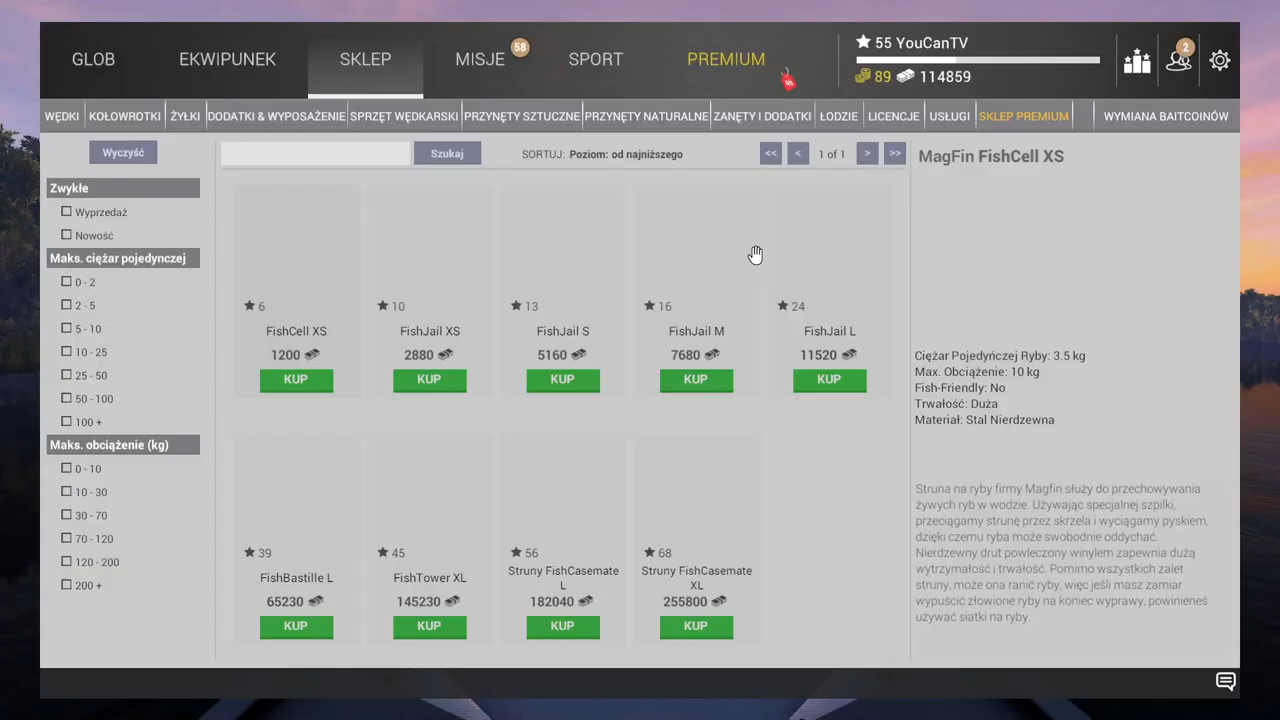 GLOB
EKWIPUNEK
SKLEP
MISJE
58
SPORT
PREMIUM
%
55 YouCanTV
89 114859
2
WĘDKI
KOŁOWROTKI
ŻYŁKI
DODATKI & WYPOSAŻENIE
SPRZĘT WĘDKARSKI
PRZYNĘTY SZTUCZNE
PRZYNĘTY NATURALNE
ZANĘTY I DODATKI
ŁODZIE
LICENCJE
USŁUGI
SKLEP PREMIUM
WYMIANA BAITCOINÓW
Wyczyść
Szukaj
SORTUJ: Poziom: od najniższego
<< < 1 of 1 > >>
Zwykłe
Wyprzedaż
Nowość
Maks. ciężar pojedynczej
0 - 2
2 - 5
5 - 10
10 - 25
25 - 50
50 - 100
100 +
Maks. obciążenie (kg)
0 - 10
10 - 30
30 - 70
70 - 120
120 - 200
200 +
6
FishCell XS
1200
KUP
10
FishJail XS
2880
KUP
13
FishJail S
5160
KUP
16
FishJail M
7680
KUP
24
FishJail L
11520
KUP
39
FishBastille L
65230
KUP
45
FishTower XL
145230
KUP
56
Struny FishCasemate
L
182040
KUP
68
Struny FishCasemate
XL
255800
KUP
MagFin FishCell XS
Ciężar Pojedyńczej Ryby: 3.5 kg
Max. Obciążenie: 10 kg
Fish-Friendly: No
Trwałość: Duża
Materiał: Stal Nierdzewna
Struna na ryby firmy Magfin służy do przechowywania
żywych ryb w wodzie. Używając specjalnej szpilki,
przeciągamy strunę przez skrzela i wyciągamy pyskiem,
dzięki czemu ryba może swobodnie oddychać.
Nierdzewny drut powleczony winylem zapewnia dużą
wytrzymałość i trwałość. Pomimo wszystkich zalet
struny, może ona ranić ryby, więc jeśli masz zamiar
wypuścić złowione ryby na koniec wyprawy, powinieneś
używać siatki na ryby.